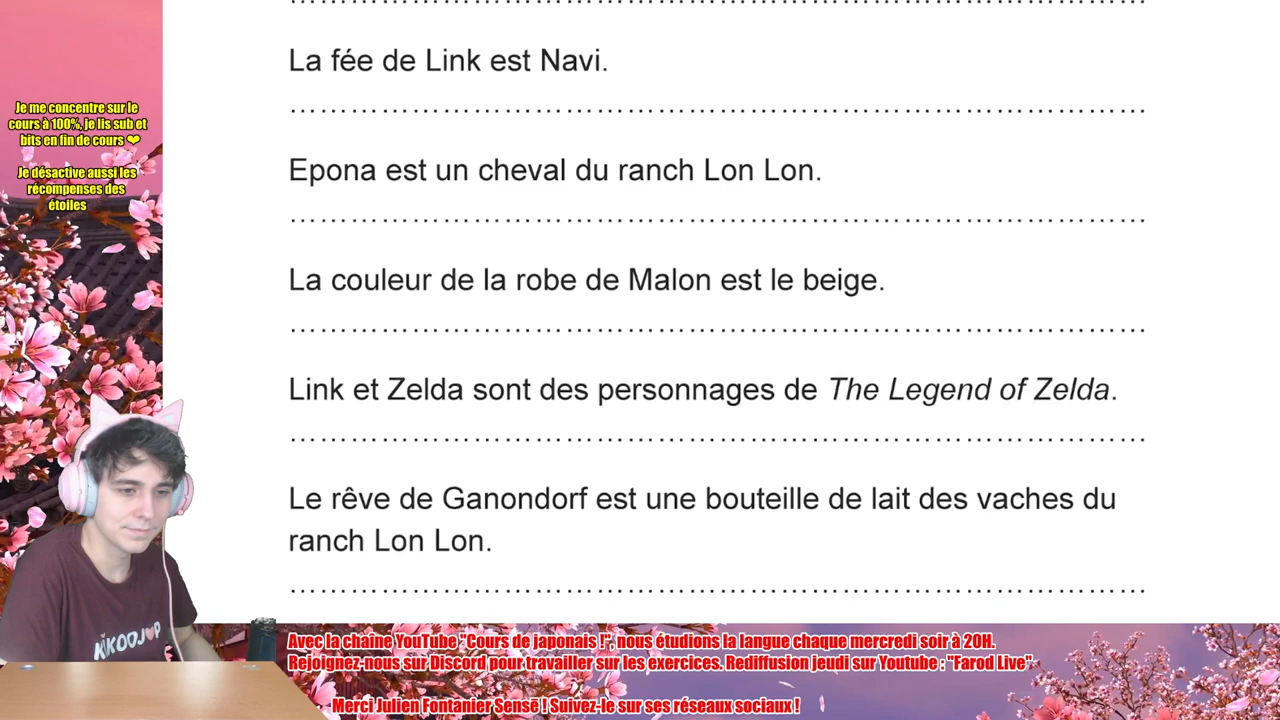 Je me concentre sur le
cours à 100%, je lis sub et
bits en fin de cours ❤
Je désactive aussi les
récompenses des
étoiles
La fée de Link est Navi.
Epona est un cheval du ranch Lon Lon.
La couleur de la robe de Malon est le beige.
Link et Zelda sont des personnages de The Legend of Zelda.
Le rêve de Ganondorf est une bouteille de lait des vaches du
ranch Lon Lon.
KIKOOJAP
Avec la chaîne YouTube "Cours de japonais !", nous étudions la langue chaque mercredi soir à 20H.
Rejoignez-nous sur Discord pour travailler sur les exercices. Rediffusion jeudi sur Youtube : "Farod Live"
Merci Julien Fontanier Sensē ! Suivez-le sur ses réseaux sociaux !